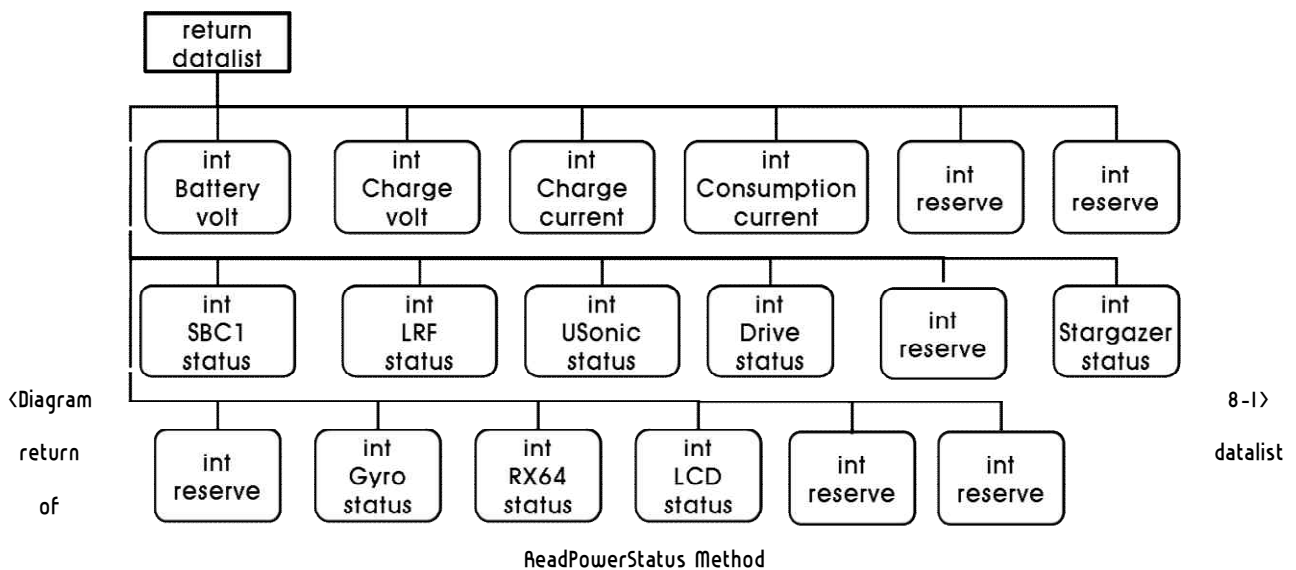 return
datalist
int
Battery
volt
int
Charge
volt
int
Charge
current
int
Consumption
current
int
reserve
int
reserve
int
SBC1
status
int
LRF
status
int
USonic
status
int
Drive
status
int
reserve
int
Stargazer
status
int
reserve
int
Gyro
status
int
RX64
status
int
LCD
status
int
reserve
int
reserve
<Diagram 8-1>
return datalist
of
ReadPowerStatus Method